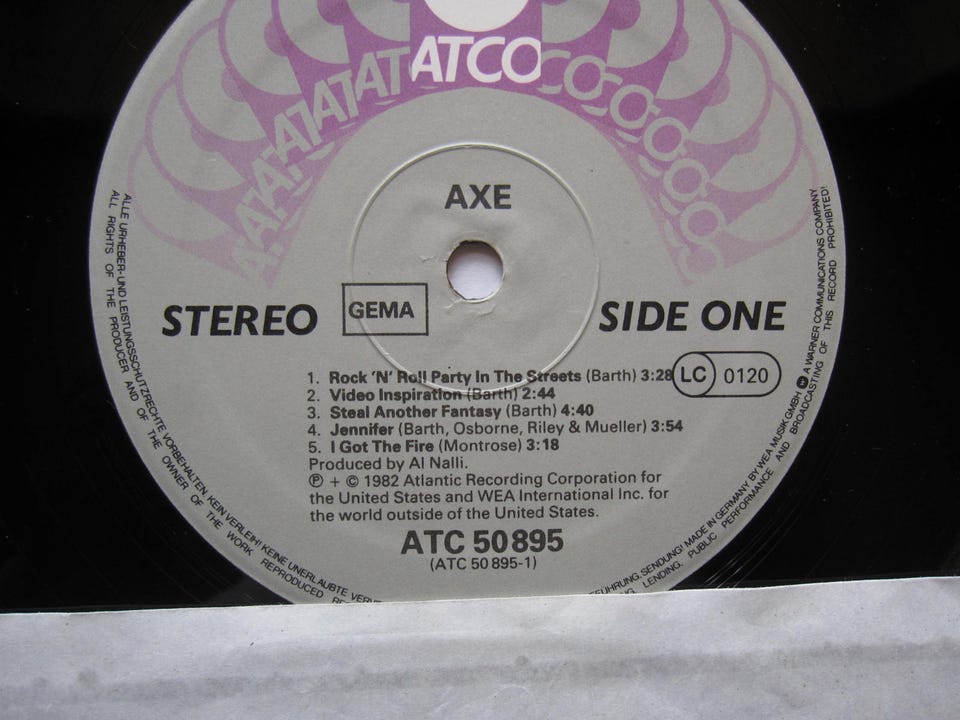 ATCO
AXE
STEREO
GEMA
SIDE ONE
1. Rock 'N' Roll Party In The Streets (Barth) 3:28
LC 0120
2. Video Inspiration (Barth) 2:44
3. Steal Another Fantasy (Barth) 4:40
4. Jennifer (Barth, Osborne, Riley & Mueller) 3:54
5. I Got The Fire (Montrose) 3:18
Produced by Al Nalli.
℗ + © 1982 Atlantic Recording Corporation for
the United States and WEA International Inc. for
the world outside of the United States.
ATC 50 895
(ATC 50 895-1)
ALLE URHEBER- UND LEISTUNGSSCHUTZRECHTE VORBEHALTEN KEIN VERLEIH! KEINE UNERLAUBTE
SENDUNG! MADE IN GERMANY BY WEA MUSIK GMBH A WARNER COMMUNICATIONS COMPANY
ALL RIGHTS OF THE PRODUCER AND OF THE OWNER OF THE WORK REPRODUCED
LENDING, PUBLIC PERFORMANCE AND BROADCASTING OF THIS RECORD PROHIBITED!